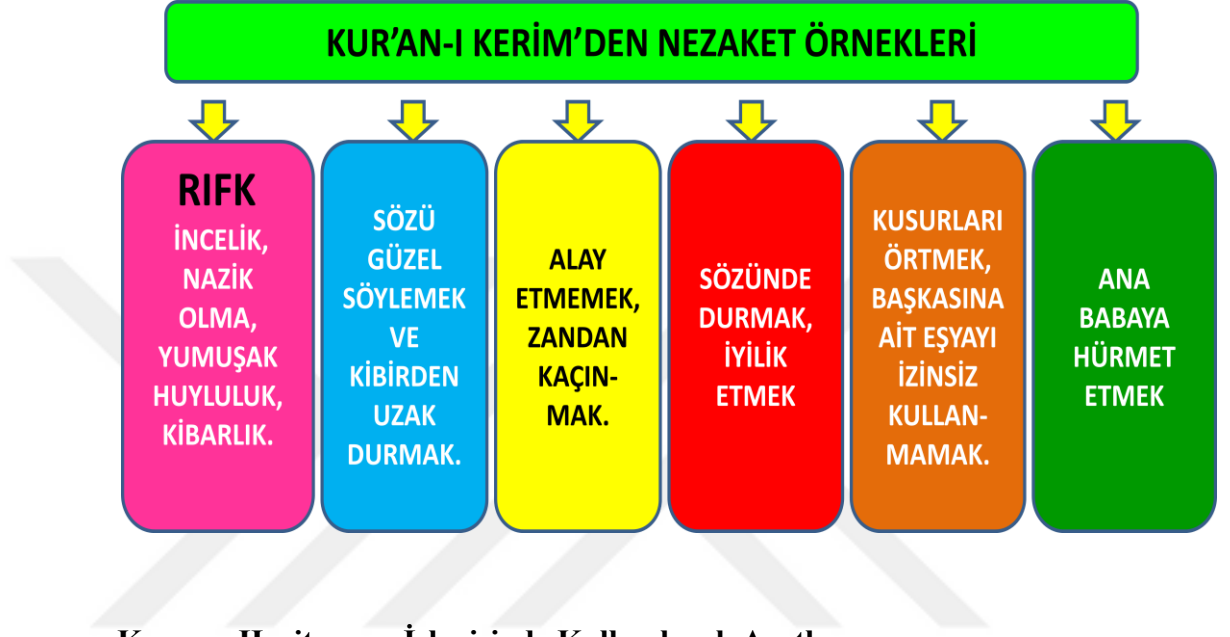 KUR'AN-I KERİM'DEN NEZAKET ÖRNEKLERİ
RIFK
İNCELİK,
NAZİK
OLMA,
YUMUŞAK
HUYLULUK,
KİBARLIK.
SÖZÜ
GÜZEL
SÖYLEMEK
VE
KİBİRDEN
UZAK
DURMAK.
ALAY
ETMEMEK,
ZANDAN
KAÇIN-
MAK.
SÖZÜNDE
DURMAK,
İYİLİK
ETMEK
KUSURLARI
ÖRTMEK,
BAŞKASINA
AİT EŞYAYI
İZİNSİZ
KULLAN-
MAMAK.
ANA
BABAYA
HÜRMET
ETMEK